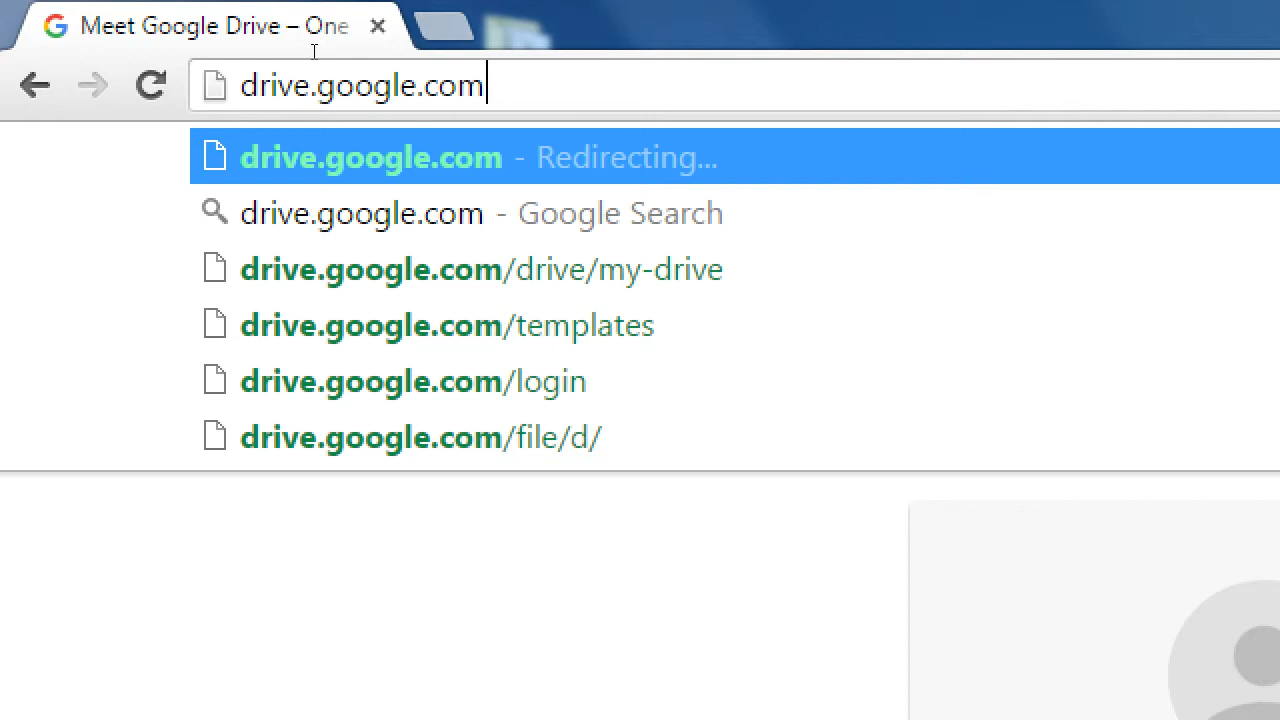 Meet Google Drive – One
drive.google.com
drive.google.com - Redirecting...
drive.google.com - Google Search
drive.google.com/drive/my-drive
drive.google.com/templates
drive.google.com/login
drive.google.com/file/d/